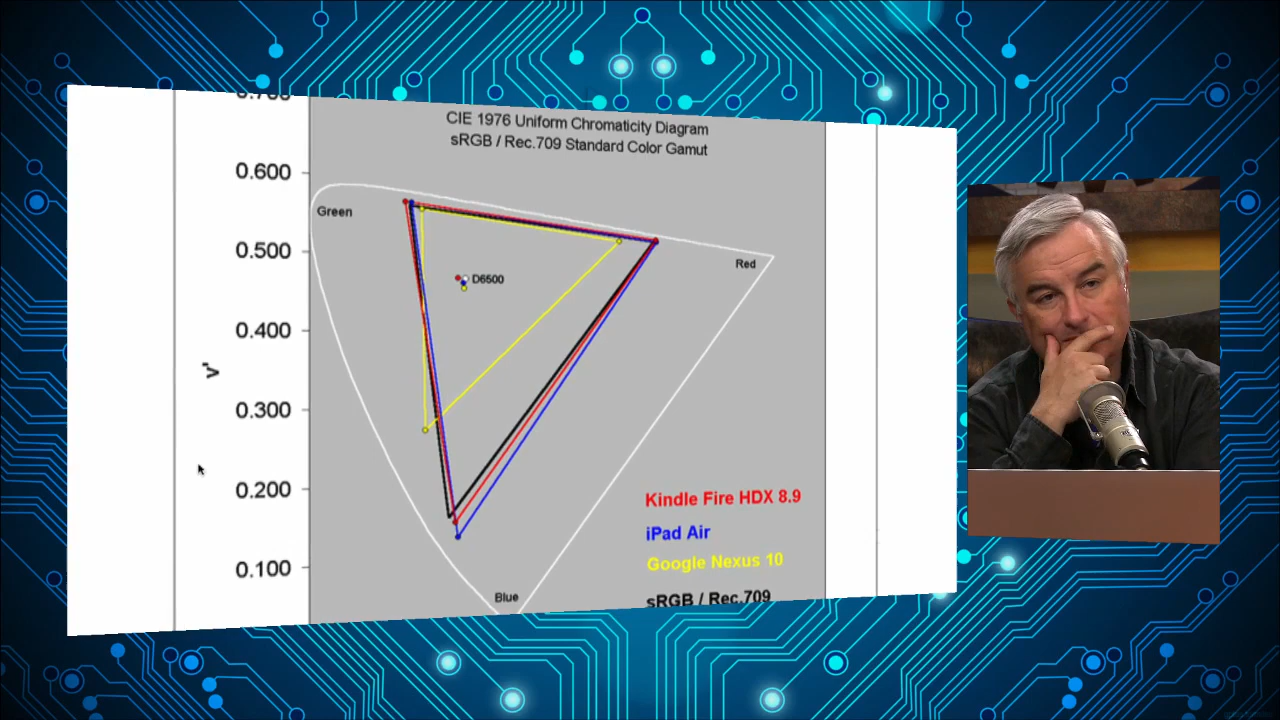 CIE 1976 Uniform Chromaticity Diagram
sRGB / Rec.709 Standard Color Gamut
0.600
0.500
0.400
0.300
0.200
0.100
v'
Green
Red
D6500
Blue
Kindle Fire HDX 8.9
iPad Air
Google Nexus 10
sRGB / Rec.709